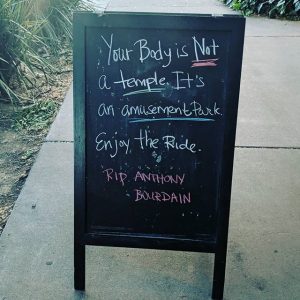 Your Body is Not
a temple. It's
an amusement Park.
Enjoy the Ride.
RIP ANTHONY
BOURDAIN